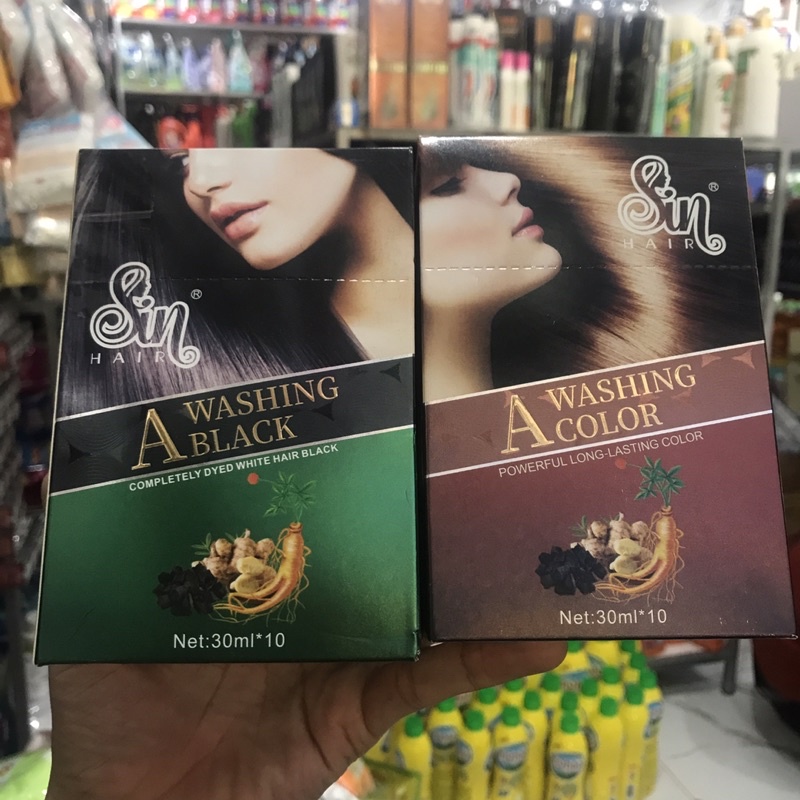 Sin®
HAIR
A WASHING
BLACK
COMPLETELY DYED WHITE HAIR BLACK
Net:30ml*10
Sin®
HAIR
A WASHING
COLOR
POWERFUL LONG-LASTING COLOR
Net:30ml*10